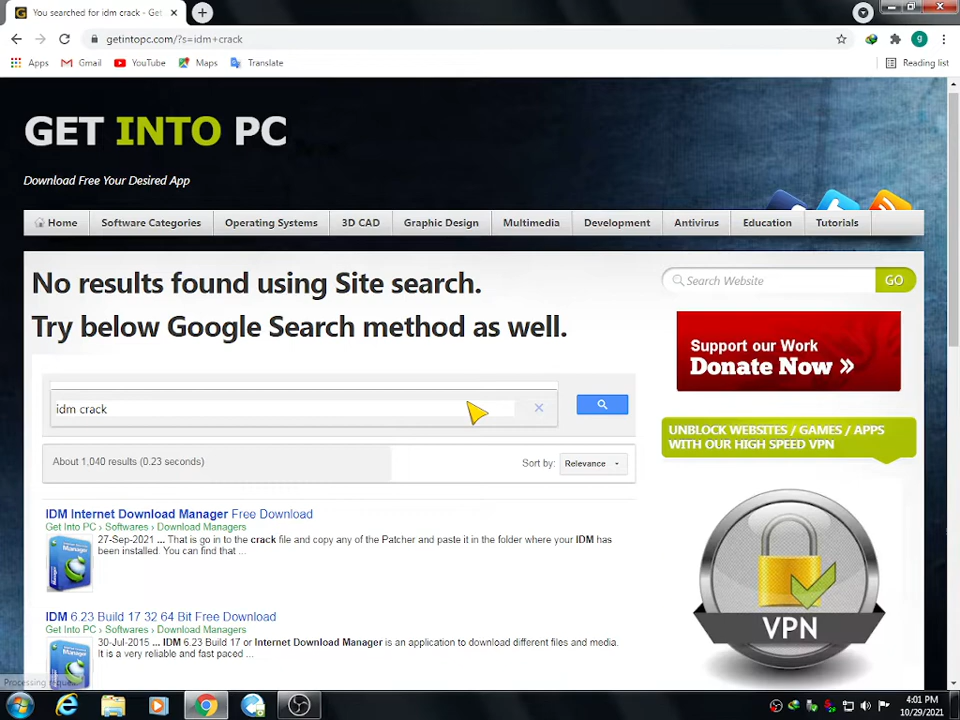 You searched for idm crack - Get
getintopc.com/?s=idm+crack
Apps
Gmail
YouTube
Maps
Translate
Reading list
GET INTO PC
Download Free Your Desired App
Home
Software Categories
Operating Systems
3D CAD
Graphic Design
Multimedia
Development
Antivirus
Education
Tutorials
No results found using Site search.
Try below Google Search method as well.
Search Website
GO
Support our Work
Donate Now »
idm crack
UNBLOCK WEBSITES / GAMES / APPS
WITH OUR HIGH SPEED VPN
About 1,040 results (0.23 seconds)
Sort by:
Relevance
IDM Internet Download Manager Free Download
Get Into PC › Softwares › Download Managers
27-Sep-2021 ... That is go in to the crack file and copy any of the Patcher and paste it in the folder where your IDM has
been installed. You can find that ...
Manager
IDM 6.23 Build 17 32 64 Bit Free Download
Get Into PC › Softwares › Download Managers
30-Jul-2015 ... IDM 6.23 Build 17 or Internet Download Manager is an application to download different files and media.
It is a very reliable and fast paced ...
Manager
VPN
Processing reque...
g
4:01 PM
10/29/2021